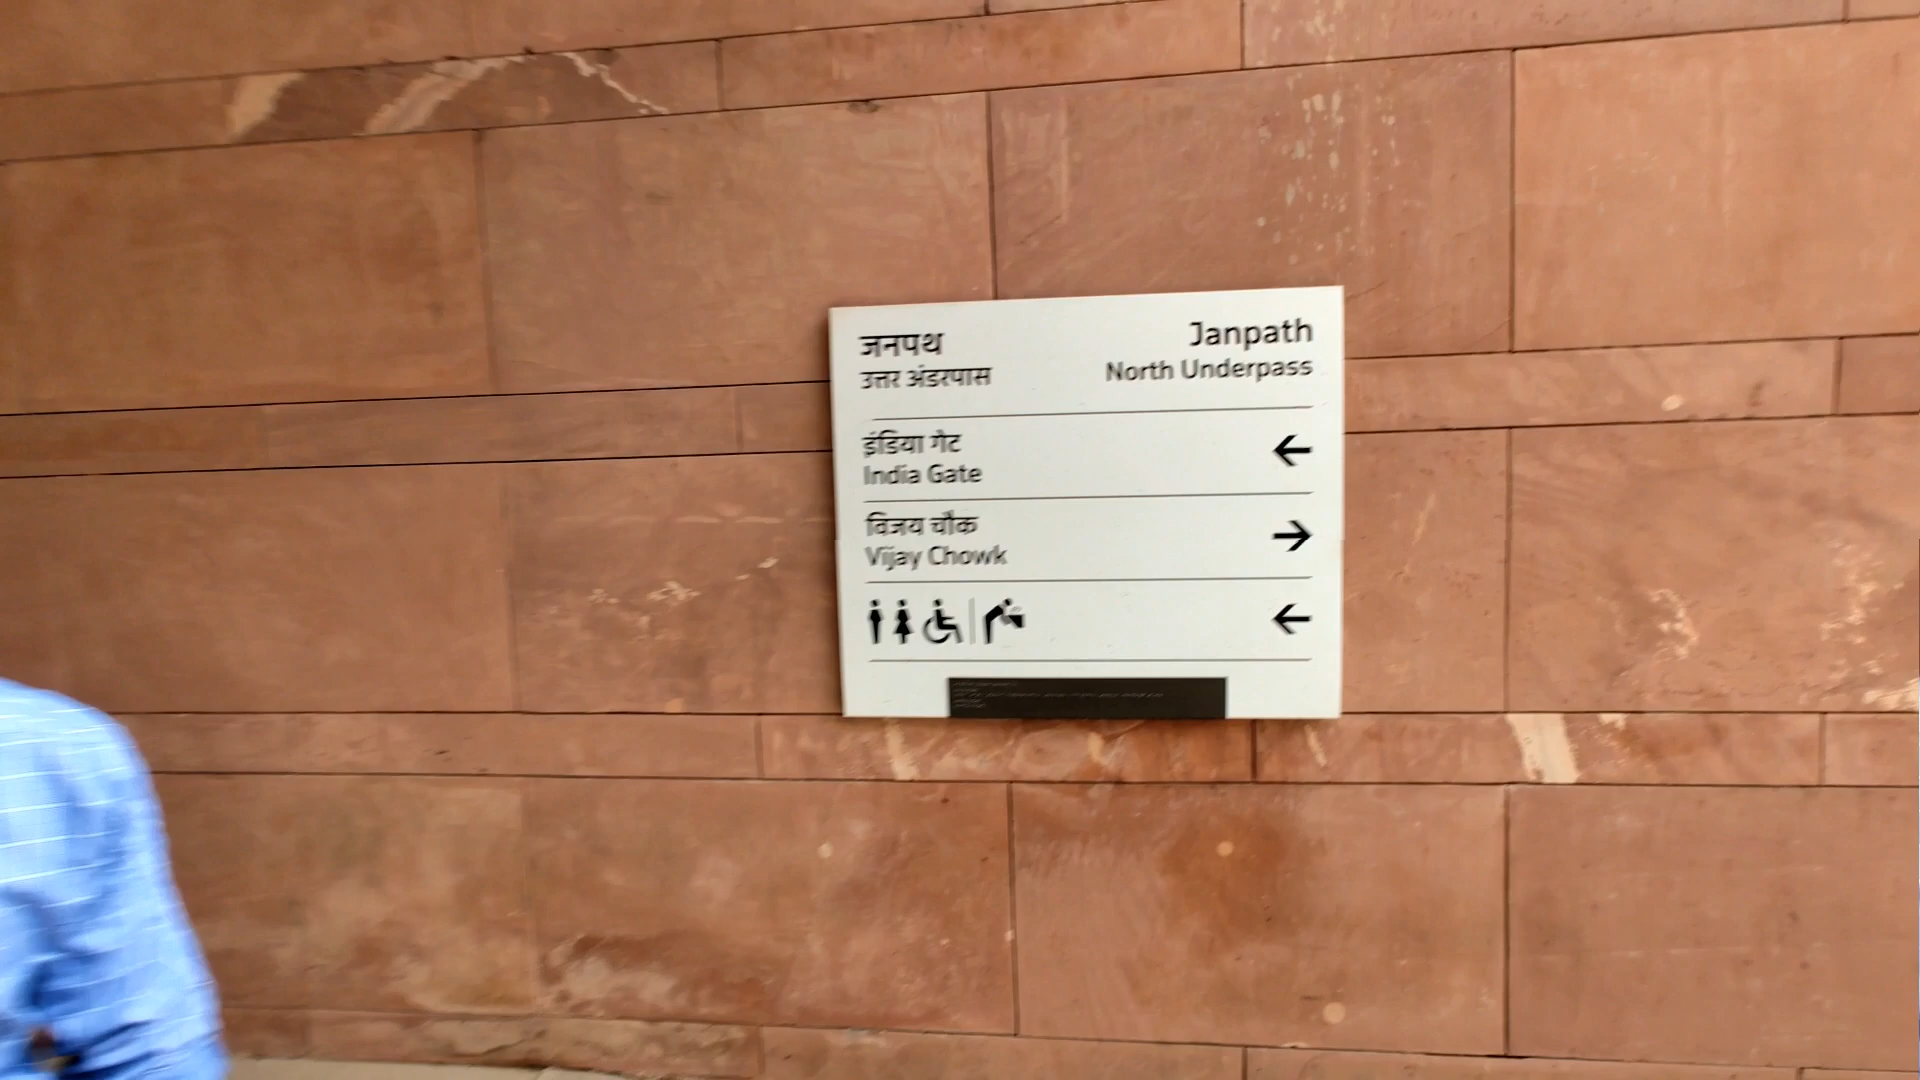 जनपथ
उत्तर अंडरपास
Janpath
North Underpass
इंडिया गेट
India Gate
←
विजय चौक
Vijay Chowk
→
←